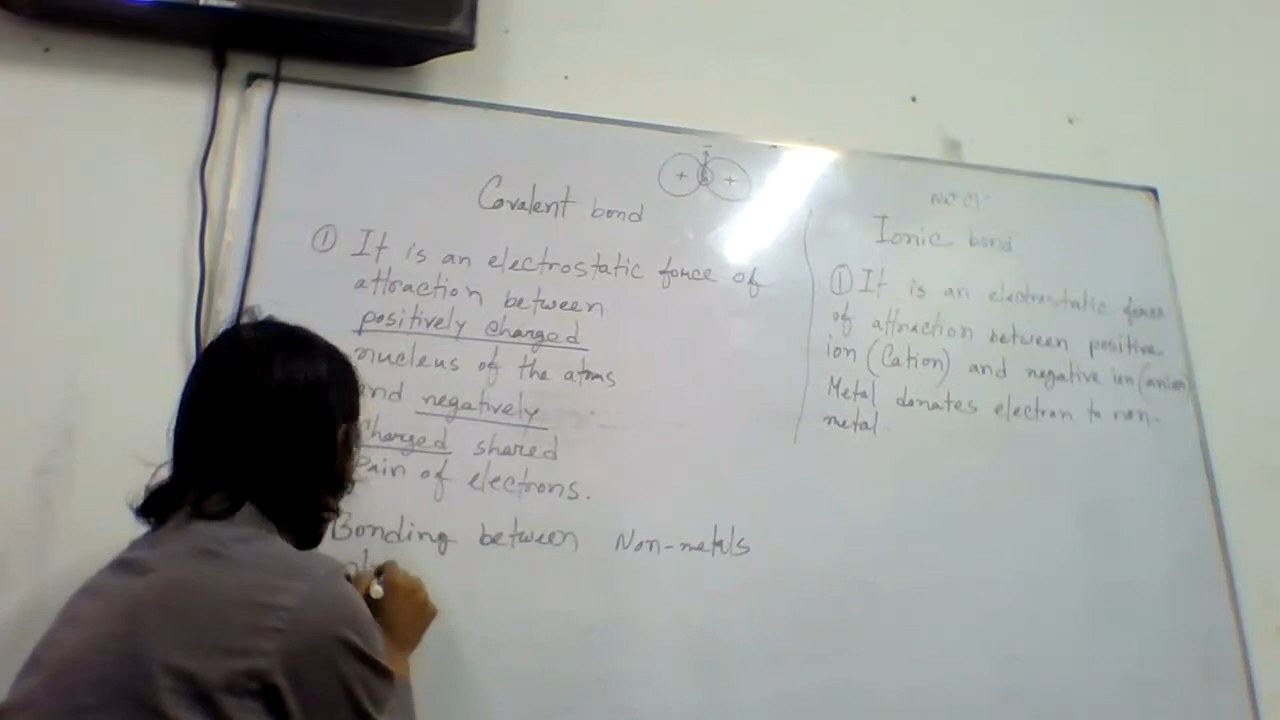 Covalent bond
① It is an electrostatic force of
attraction between
positively charged
nucleus of the atoms
and negatively
charged shared
pair of electrons.
Bonding between Non-metals
Ionic bond
① It is an electrostatic force
of attraction between positive
ion (Cation) and negative ion (anion)
Metal donates electron to non-
metal.